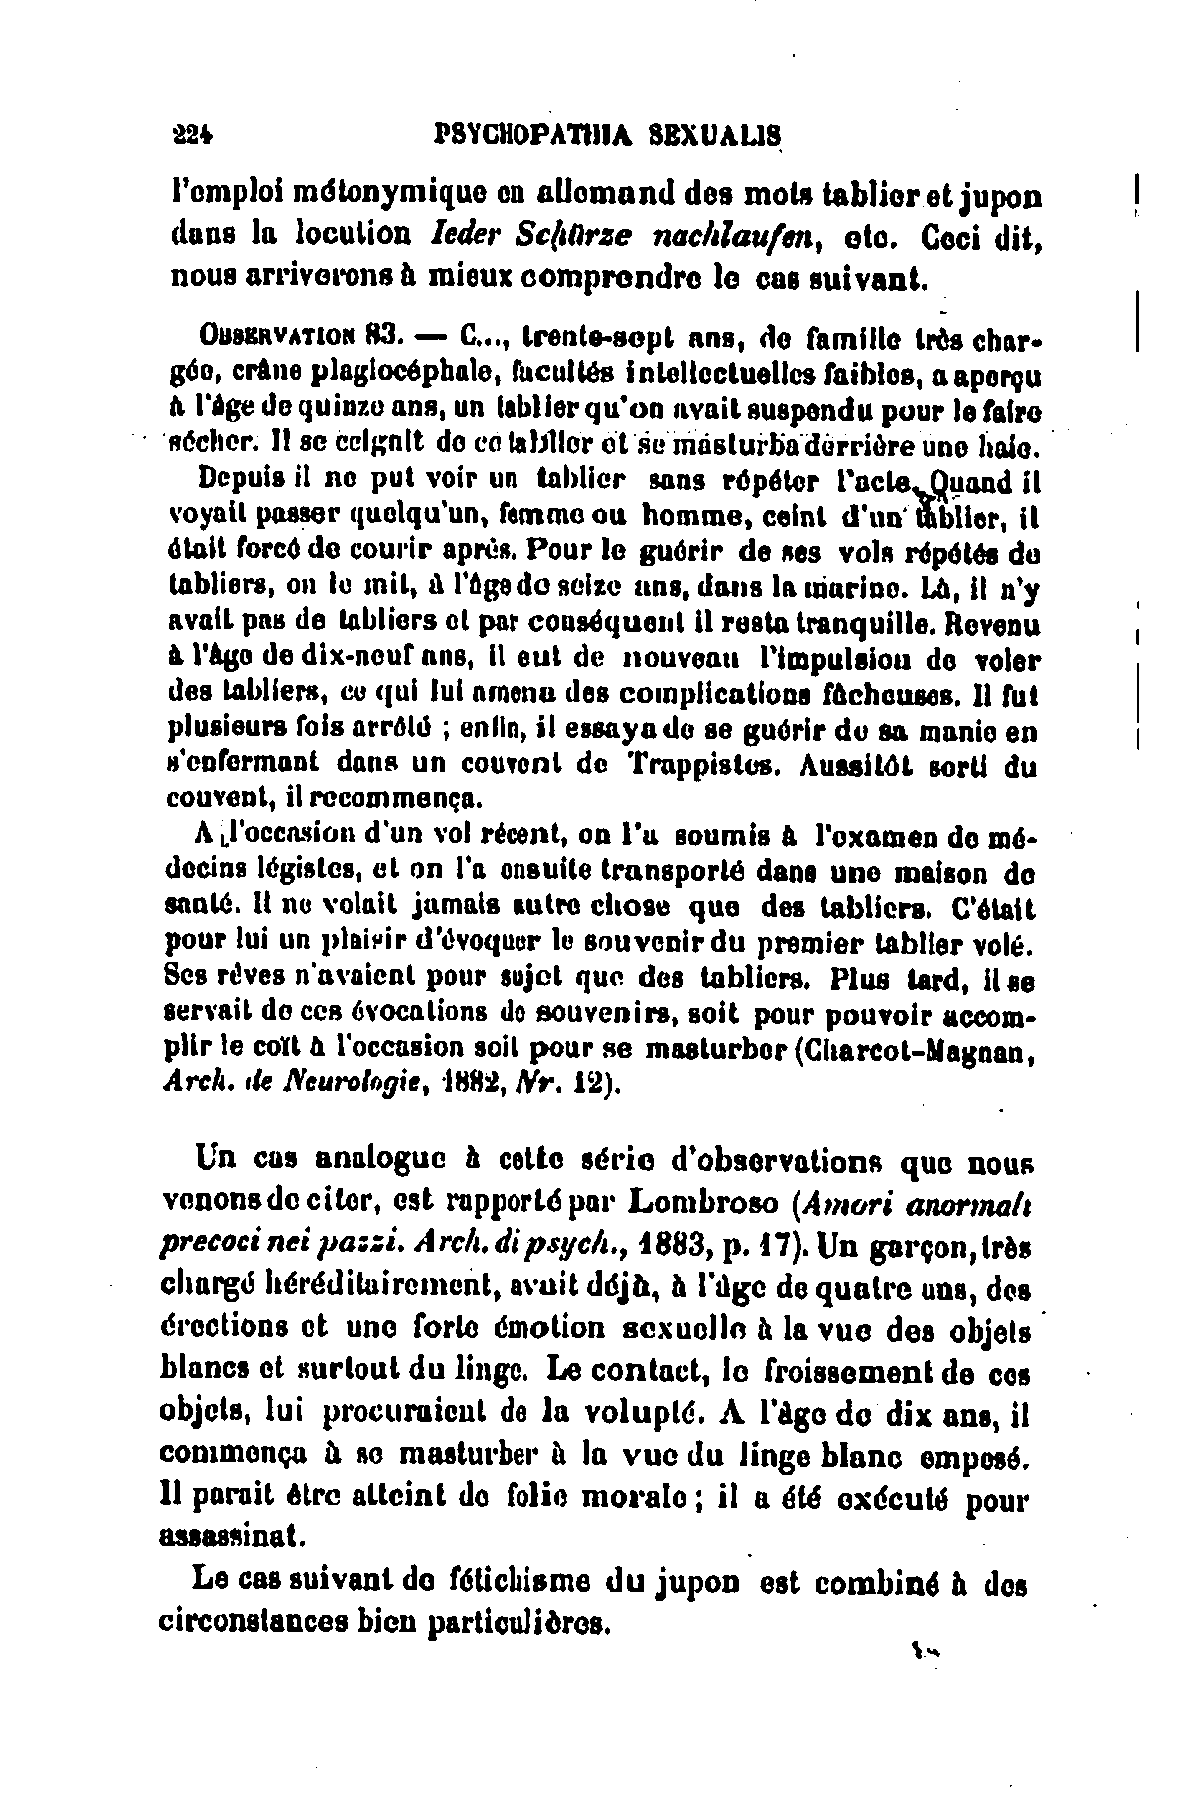 224 PSYCHOPATHIA SEXUALIS
l'emploi métonymique en allemand des mots tablier et jupon
dans la locution Ieder Schürze nachlaufen, etc. Ceci dit,
nous arriverons à mieux comprendre le cas suivant.
OBSERVATION 83. — C..., trente-sept ans, de famille très char-
gée, crâne plagiocéphale, facultés intellectuelles faibles, a aperçu
à l'âge de quinze ans, un tablier qu'on avait suspendu pour le faire
sécher. Il se ceignit de ce tablier et se masturba derrière une haie.
Depuis il ne put voir un tablier sans répéter l'acte. Quand il
voyait passer quelqu'un, femme ou homme, ceint d'un tablier, il
était forcé de courir après. Pour le guérir de ses vols répétés de
tabliers, on le mit, à l'âge de seize ans, dans la marine. Là, il n'y
avait pas de tabliers et par conséquent il resta tranquille. Revenu
à l'âge de dix-neuf ans, il eut de nouveau l'impulsion de voler
des tabliers, ce qui lui amena des complications fâcheuses. Il fut
plusieurs fois arrêté ; enfin, il essaya de se guérir de sa manie en
s'enfermant dans un couvent de Trappistes. Aussitôt sorti du
couvent, il recommença.
A l'occasion d'un vol récent, on l'a soumis à l'examen de mé-
decins légistes, et on l'a ensuite transporté dans une maison de
santé. Il ne volait jamais autre chose que des tabliers. C'était
pour lui un plaisir d'évoquer le souvenir du premier tablier volé.
Ses rêves n'avaient pour sujet que des tabliers. Plus tard, il se
servait de ces évocations de souvenirs, soit pour pouvoir accom-
plir le coït à l'occasion soit pour se masturber (Charcot-Magnan,
Arch. de Neurologie, 1882, Nr. 12).
Un cas analogue à cette série d'observations que nous
venons de citer, est rapporté par Lombroso (Amori anormali
precoci nei pazzi. Arch. di psych., 1883, p. 17). Un garçon, très
chargé héréditairement, avait déjà, à l'âge de quatre ans, des
érections et une forte émotion sexuelle à la vue des objets
blancs et surtout du linge. Le contact, le froissement de ces
objets, lui procuraient de la volupté. A l'âge de dix ans, il
commença à se masturber à la vue du linge blanc empesé.
Il parait être atteint de folie morale ; il a été exécuté pour
assassinat.
Le cas suivant de fétichisme du jupon est combiné à des
circonstances bien particulières.